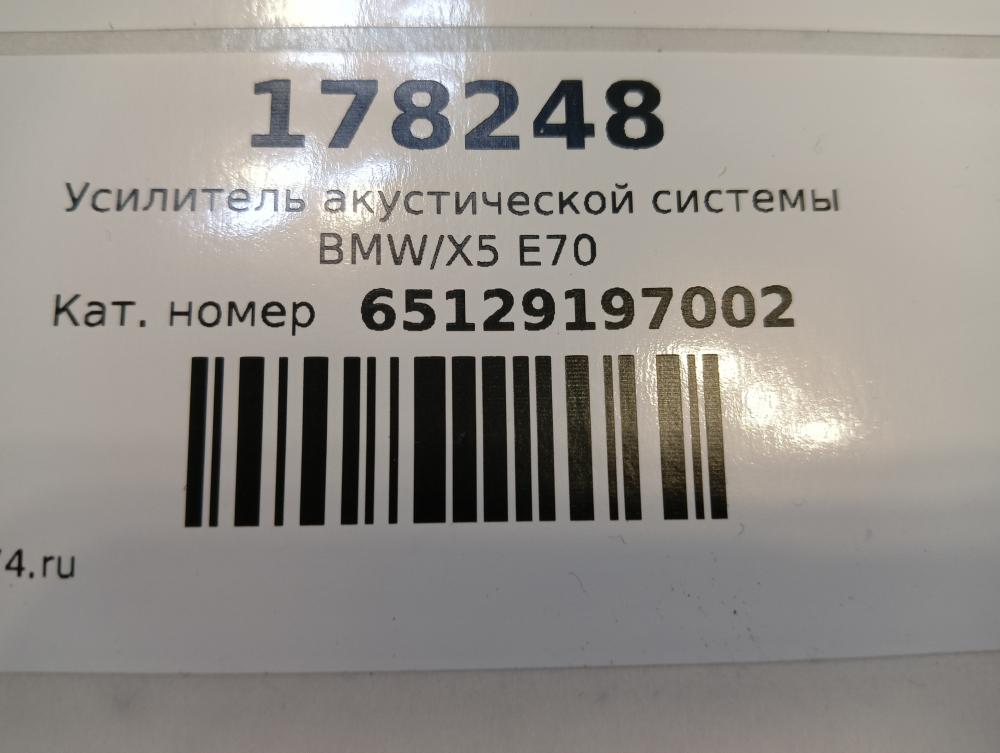 178248
Усилитель акустической системы
BMW/X5 E70
Кат. номер 65129197002
4.ru